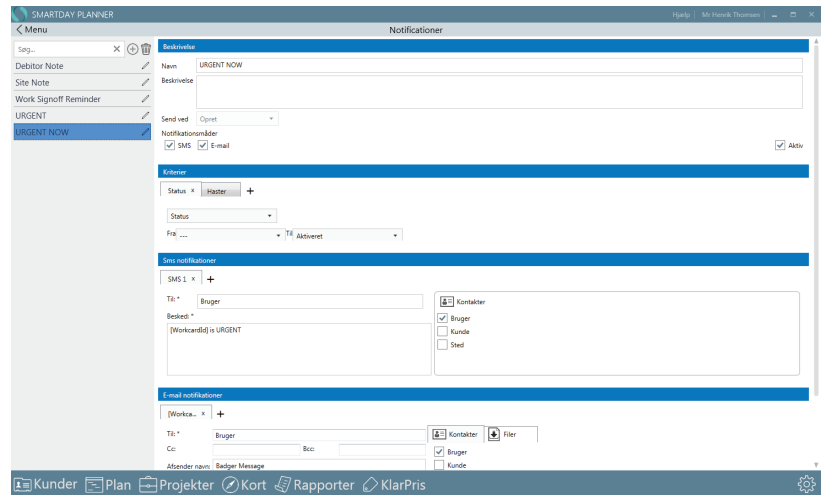 SMARTDAY PLANNER
Hjælp | Mr Henrik Thomsen |
Menu
Notificationer
Søg...
Debitor Note
Site Note
Work Signoff Reminder
URGENT
URGENT NOW
Beskrivelse
Navn URGENT NOW
Beskrivelse
Send ved Opret
Notifikationsmåder
SMS E-mail
Aktiv
Kriterier
Status x Haster +
Status
Fra --- Til Aktiveret
Sms notifikationer
SMS 1 x +
Til: * Bruger
Besked: *
[WorkcardId] is URGENT
Kontakter
Bruger
Kunde
Sted
E-mail notifikationer
[Workca... x +
Til: * Bruger
Cc: Bcc:
Afsender navn: Badger Message
Kontakter Filer
Bruger
Kunde
Kunder Plan Projekter Kort Rapporter KlarPris